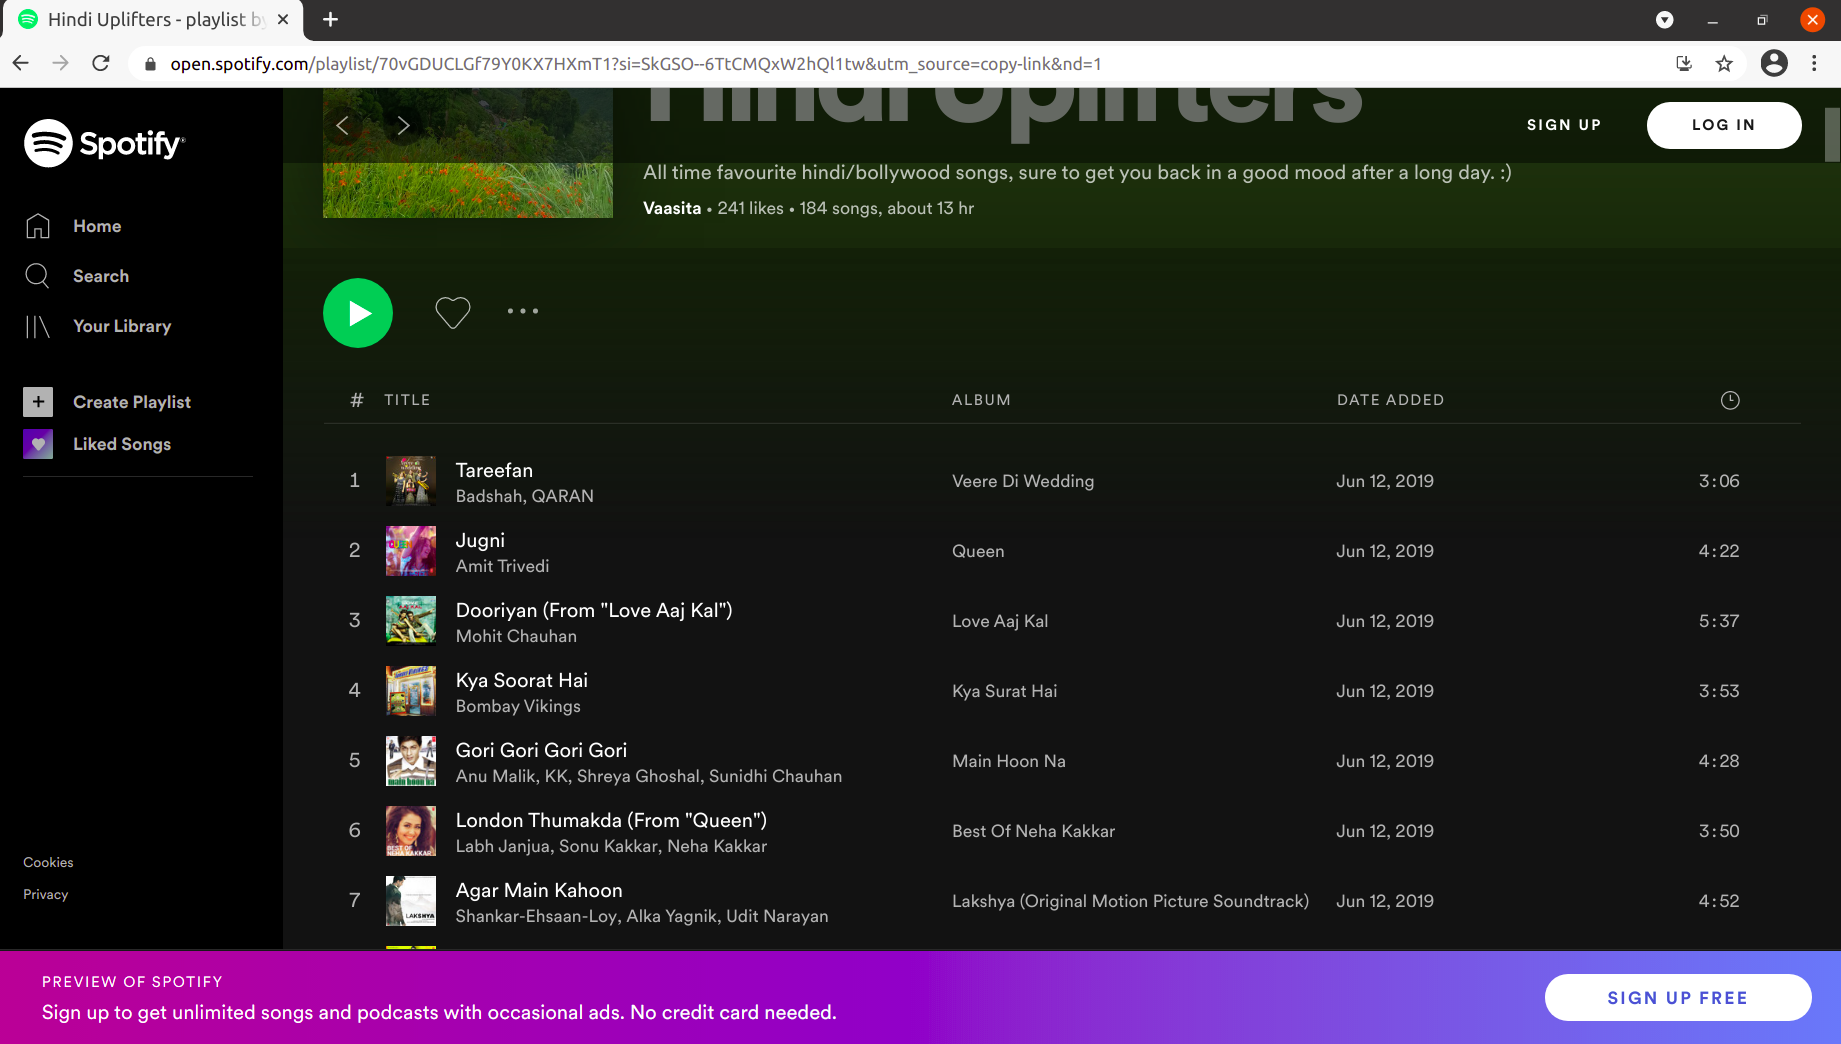 Hindi Uplifters - playlist by
open.spotify.com/playlist/70vGDUCLGf79Y0KX7HXmT1?si=SkGSO--6TtCMQxW2hQl1tw&utm_source=copy-link&nd=1
Spotify
Home
Search
Your Library
Create Playlist
Liked Songs
Cookies
Privacy
Hindi Uplifters
SIGN UP
LOG IN
All time favourite hindi/bollywood songs, sure to get you back in a good mood after a long day. :)
Vaasita • 241 likes • 184 songs, about 13 hr
# TITLE ALBUM DATE ADDED
1 Tareefan Veere Di Wedding Jun 12, 2019 3:06
Badshah, QARAN
2 Jugni Queen Jun 12, 2019 4:22
Amit Trivedi
3 Dooriyan (From "Love Aaj Kal") Love Aaj Kal Jun 12, 2019 5:37
Mohit Chauhan
4 Kya Soorat Hai Kya Surat Hai Jun 12, 2019 3:53
Bombay Vikings
5 Gori Gori Gori Gori Main Hoon Na Jun 12, 2019 4:28
Anu Malik, KK, Shreya Ghoshal, Sunidhi Chauhan
6 London Thumakda (From "Queen") Best Of Neha Kakkar Jun 12, 2019 3:50
Labh Janjua, Sonu Kakkar, Neha Kakkar
BEST OF
NEHA KAKKAR
7 Agar Main Kahoon Lakshya (Original Motion Picture Soundtrack) Jun 12, 2019 4:52
Shankar-Ehsaan-Loy, Alka Yagnik, Udit Narayan
LAKSHYA
PREVIEW OF SPOTIFY
Sign up to get unlimited songs and podcasts with occasional ads. No credit card needed.
SIGN UP FREE